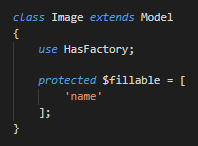 class Image extends Model
{
    use HasFactory;

    protected $fillable = [
        'name'
    ];
}